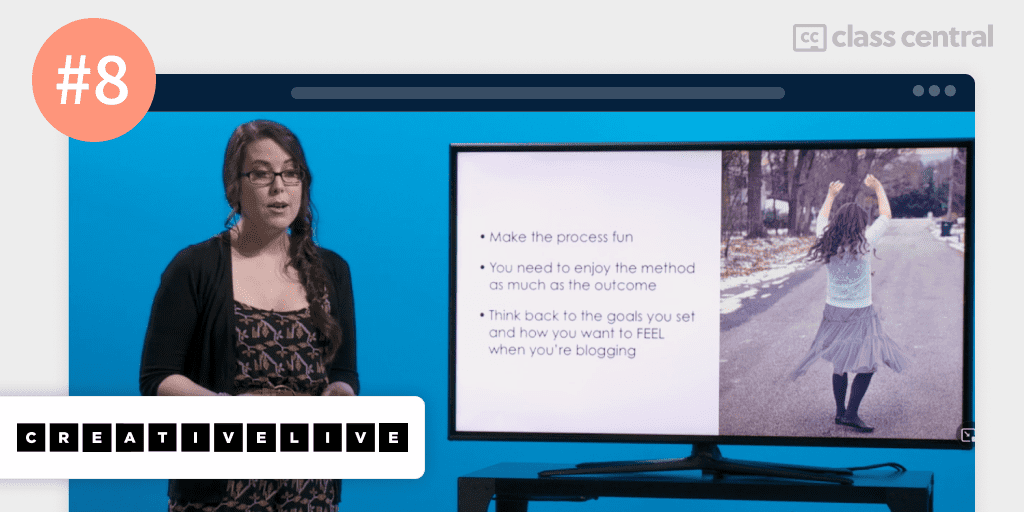 #8
cc class central
• Make the process fun
• You need to enjoy the method
as much as the outcome
• Think back to the goals you set
and how you want to FEEL
when you're blogging
CREATIVELIVE